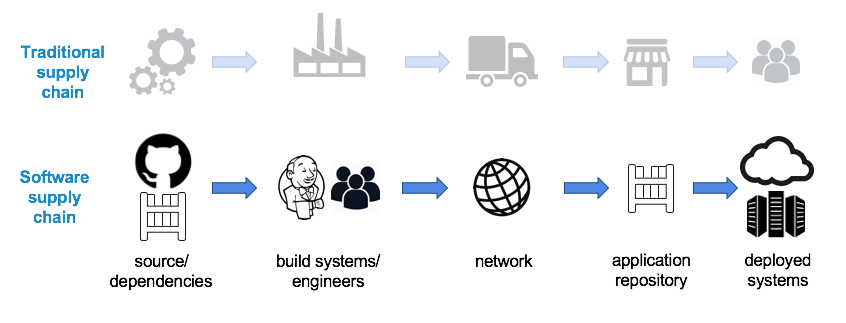 Traditional
supply
chain
Software
supply
chain
source/
dependencies
build systems/
engineers
network
application
repository
deployed
systems